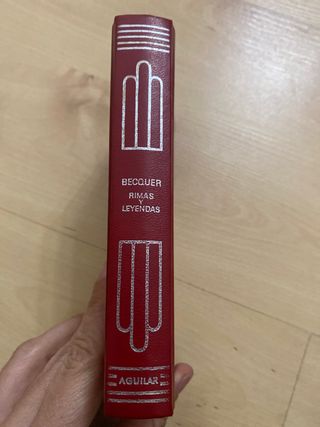 BECQUER
RIMAS
Y
LEYENDAS
AGUILAR